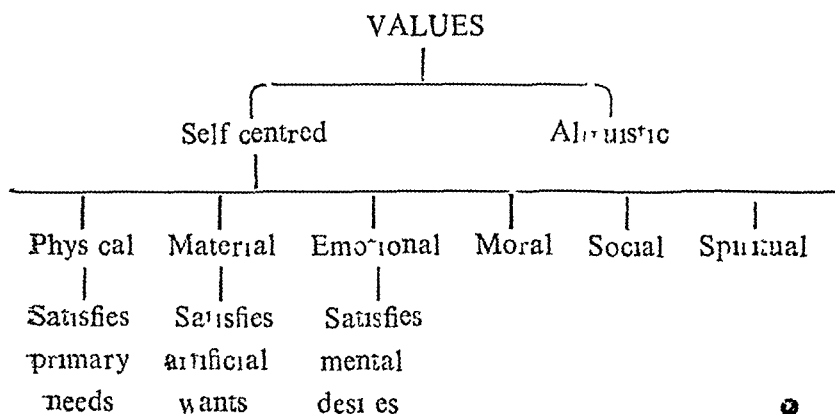 VALUES
Self centred Altruistic
Physical Material Emotional Moral Social Spiritual
Satisfies Satisfies Satisfies
primary artificial mental
needs wants desires